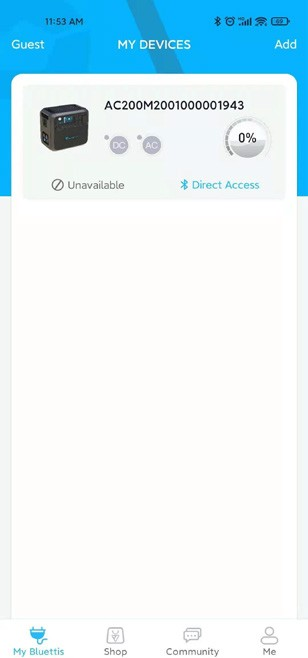 11:53 AM
Guest MY DEVICES Add
AC200M2001000001943
DC AC 0%
Unavailable Direct Access
My Bluettis Shop Community Me